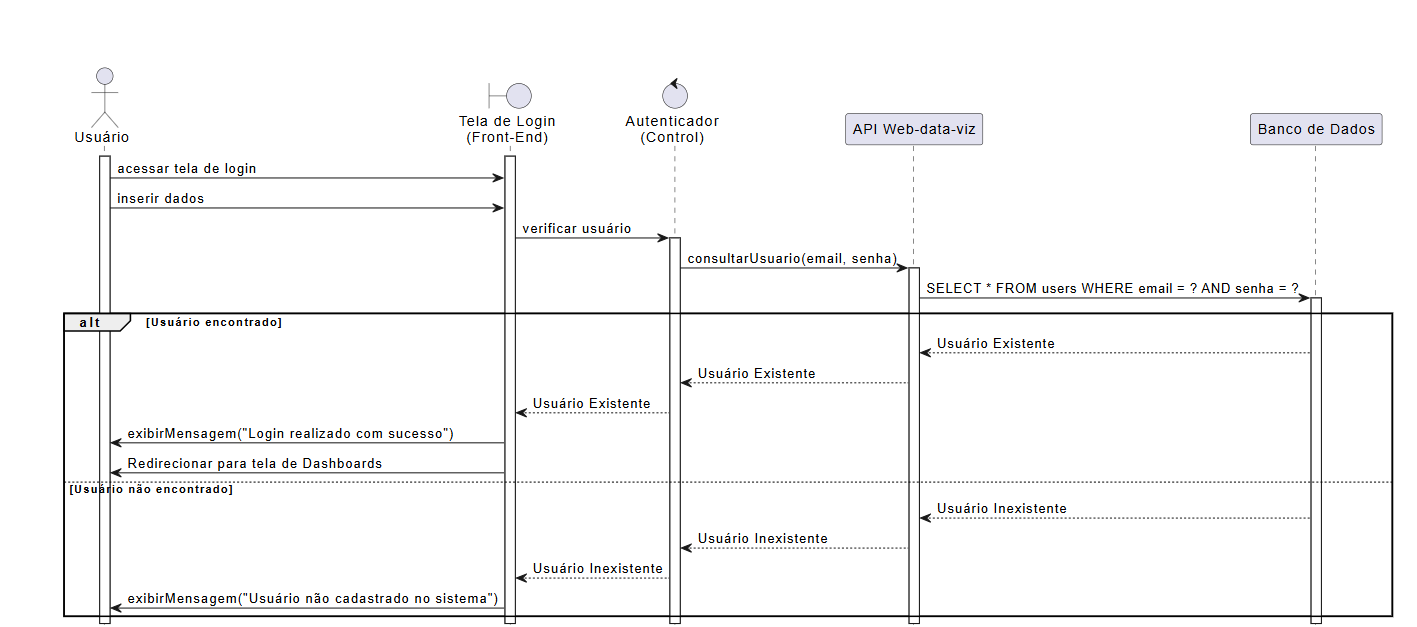 Usuário
Tela de Login
(Front-End)
Autenticador
(Control)
API Web-data-viz
Banco de Dados
acessar tela de login
inserir dados
verificar usuário
consultarUsuario(email, senha)
SELECT * FROM users WHERE email = ? AND senha = ?
alt
[Usuário encontrado]
Usuário Existente
Usuário Existente
Usuário Existente
exibirMensagem("Login realizado com sucesso")
Redirecionar para tela de Dashboards
[Usuário não encontrado]
Usuário Inexistente
Usuário Inexistente
Usuário Inexistente
exibirMensagem("Usuário não cadastrado no sistema")